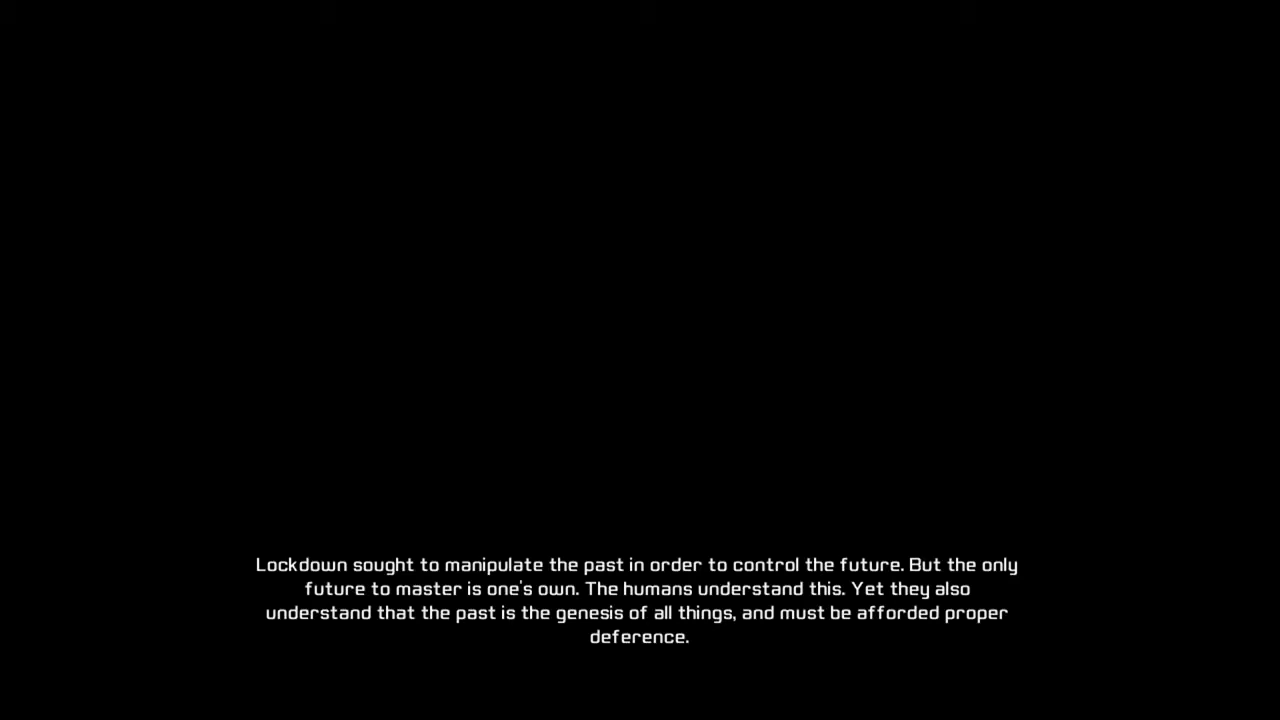 Lockdown sought to manipulate the past in order to control the future. But the only
future to master is one's own. The humans understand this. Yet they also
understand that the past is the genesis of all things, and must be afforded proper
deference.